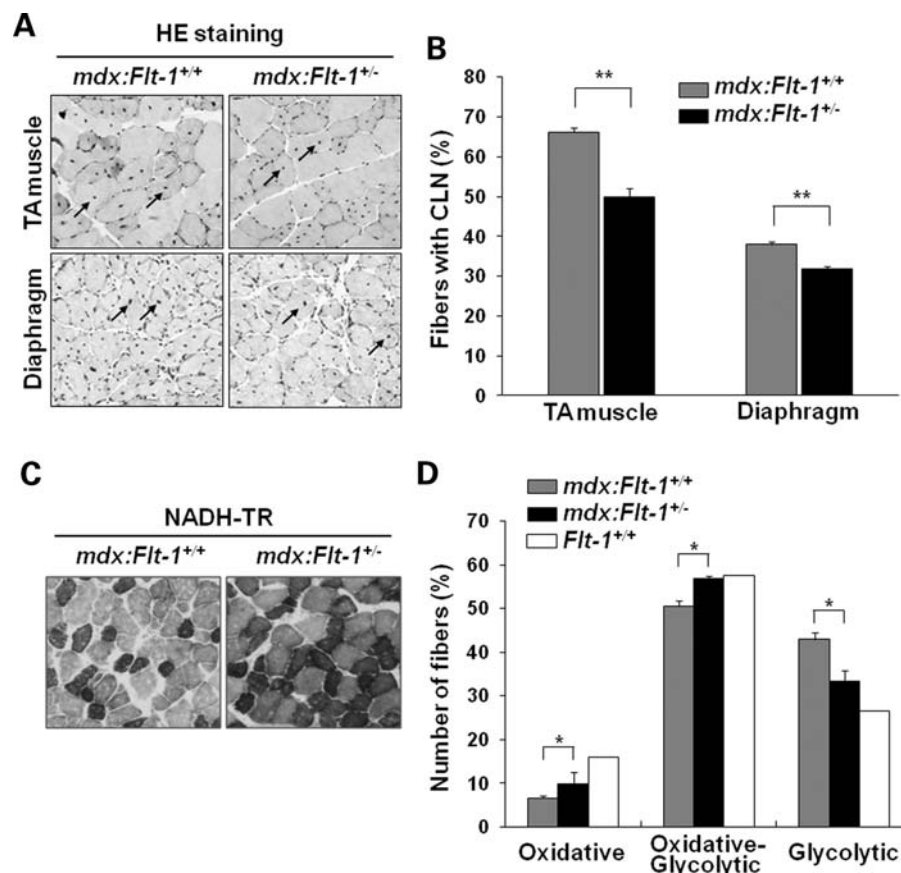 A
HE staining
mdx:Flt-1+/+ mdx:Flt-1+/-
TA muscle
Diaphragm
B
Fibers with CLN (%)
80
70
60
50
40
30
20
10
0
**
**
mdx:Flt-1+/+
mdx:Flt-1+/-
TA muscle Diaphragm
C
NADH-TR
mdx:Flt-1+/+ mdx:Flt-1+/-
D
mdx:Flt-1+/+
mdx:Flt-1+/-
Flt-1+/+
Number of fibers (%)
70
60
50
40
30
20
10
0
*
*
*
Oxidative
Oxidative-
Glycolytic
Glycolytic